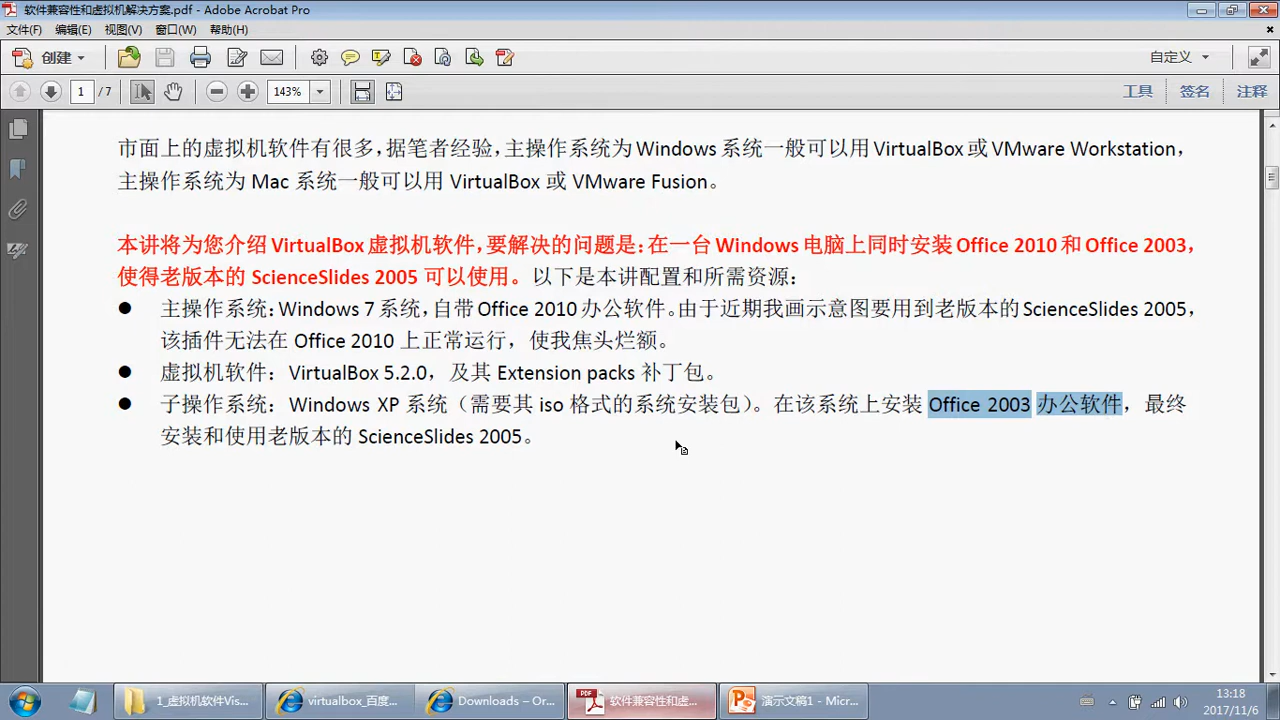 软件兼容性和虚拟机解决方案.pdf - Adobe Acrobat Pro
文件(F) 编辑(E) 视图(V) 窗口(W) 帮助(H)
创建 自定义
1 / 7 143% 工具 签名 注释
市面上的虚拟机软件有很多，据笔者经验，主操作系统为 Windows 系统一般可以用 VirtualBox 或 VMware Workstation，
主操作系统为 Mac 系统一般可以用 VirtualBox 或 VMware Fusion。
本讲将为您介绍 VirtualBox 虚拟机软件，要解决的问题是：在一台 Windows 电脑上同时安装 Office 2010 和 Office 2003，
使得老版本的 ScienceSlides 2005 可以使用。以下是本讲配置和所需资源：
● 主操作系统：Windows 7 系统，自带 Office 2010 办公软件。由于近期我画示意图要用到老版本的 ScienceSlides 2005，
该插件无法在 Office 2010 上正常运行，使我焦头烂额。
● 虚拟机软件：VirtualBox 5.2.0，及其 Extension packs 补丁包。
● 子操作系统：Windows XP 系统（需要其 iso 格式的系统安装包）。在该系统上安装 Office 2003 办公软件，最终
安装和使用老版本的 ScienceSlides 2005。
1_虚拟机软件Vis... virtualbox_百度... Downloads – Or... 软件兼容性和虚... 演示文稿1 - Mic... 13:18
2017/11/6